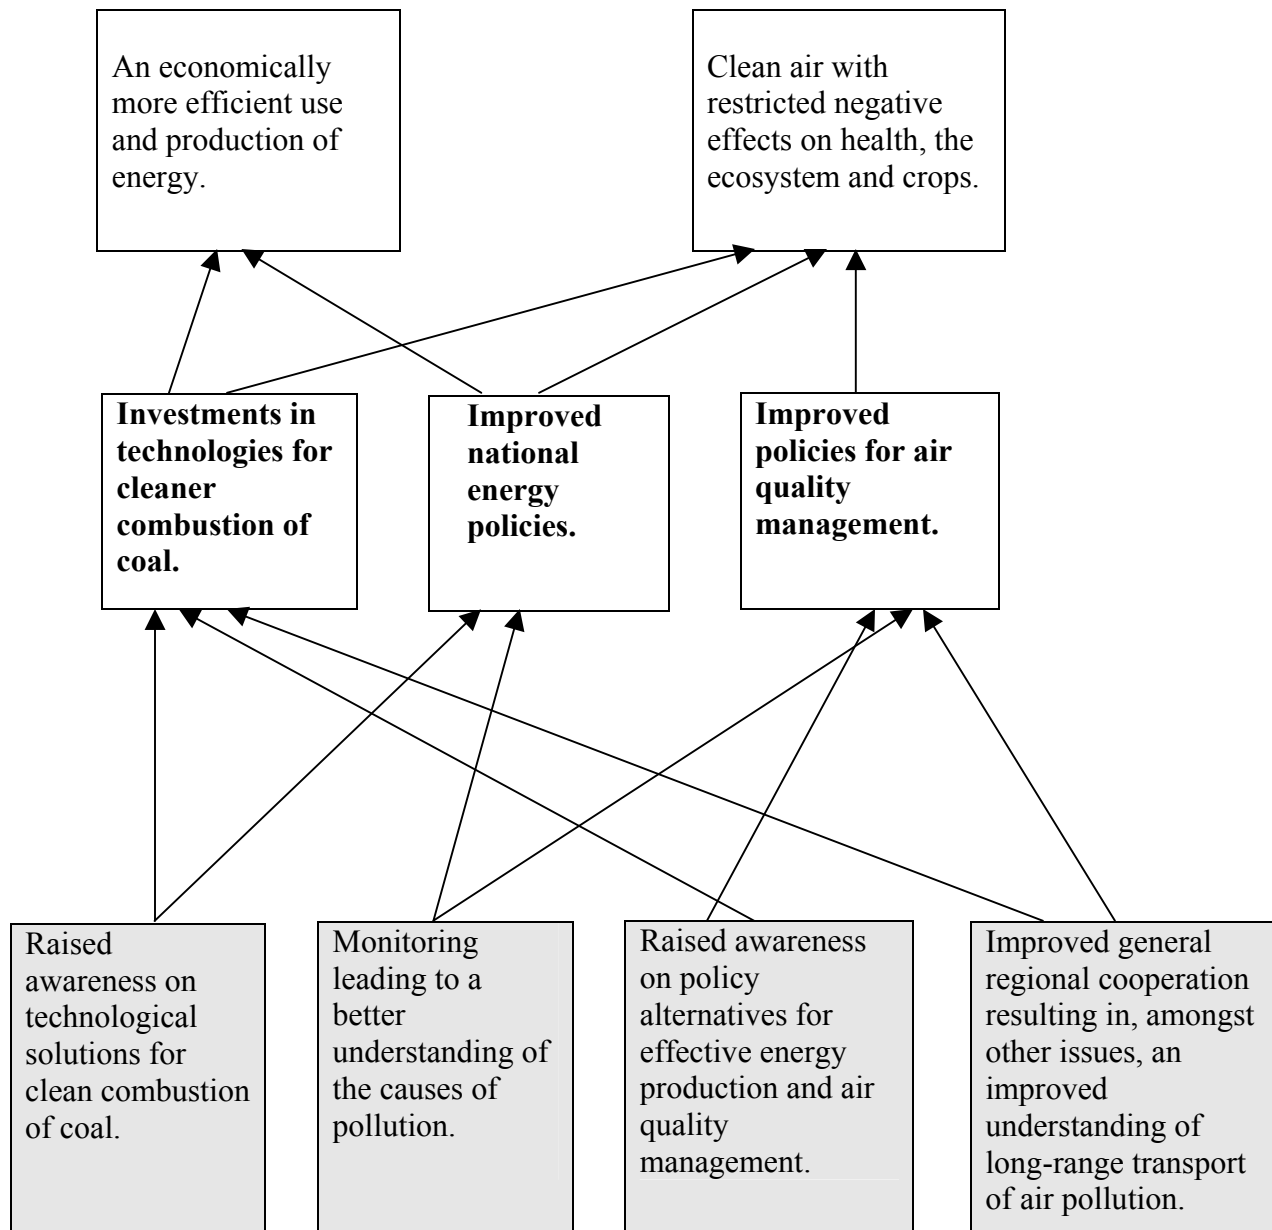 An economically
more efficient use
and production of
energy.
Clean air with
restricted negative
effects on health, the
ecosystem and crops.
Investments in
technologies for
cleaner
combustion of
coal.
Improved
national
energy
policies.
Improved
policies for air
quality
management.
Raised
awareness on
technological
solutions for
clean combustion
of coal.
Monitoring
leading to a
better
understanding of
the causes of
pollution.
Raised awareness
on policy
alternatives for
effective energy
production and air
quality
management.
Improved general
regional cooperation
resulting in, amongst
other issues, an
improved
understanding of
long-range transport
of air pollution.